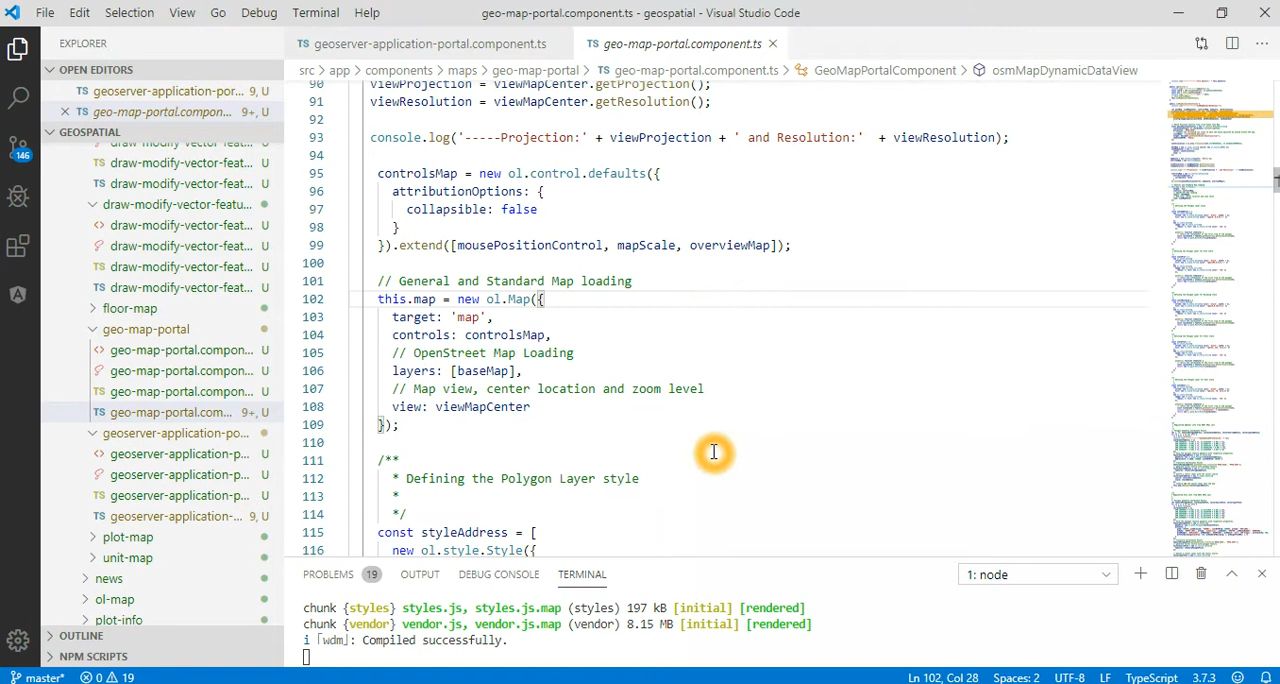 File Edit Selection View Go Debug Terminal Help geo-map-portal.component.ts - geospatial - Visual Studio Code
EXPLORER
OPEN EDITORS
TS geoserver-application-por... 9, U
TS geo-map-portal.compon... 9+, U
GEOSPATIAL
draw-modify-vector-feat... U
TS draw-modify-vector-feat... U
TS draw-modify-vector-feat... U
draw-modify-vector-featu...
draw-modify-vector-feat... U
draw-modify-vector-feat... U
TS draw-modify-vector-feat... U
TS draw-modify-vector-feat... U
floor-map
geo-map-portal
geo-map-portal.compon... U
geo-map-portal.compon... U
TS geo-map-portal.compon... U
TS geo-map-portal.com... 9+, U
geoserver-application-po...
geoserver-application-p... U
geoserver-application-p... U
TS geoserver-application-p... U
TS geoserver-application-... 9, U
plot-map
unit-map
news
ol-map
plot-info
OUTLINE
NPM SCRIPTS
146
TS geoserver-application-portal.component.ts
TS geo-map-portal.component.ts
src > app > components > maps > geo-map-portal > TS geo-map-portal.component.ts > GeoMapPortalComponent > osmMapDynamicDataView
90 viewProjection = viewMapCenter.getProjection();
91 viewResolution = viewMapCenter.getResolution();
92
93 console.log('------Projection:' + viewProjection + ' and Resolution:' + viewResolution);
94
95 controlsMap = new ol.control.defaults({
96 attributionOptions: {
97 collapsible: false
98 }
99 }).extend([mousePositionControl, mapScale, overviewMap]);
100
101 // General and Standard Map loading
102 this.map = new ol.Map({
103 target: 'map',
104 controls: controlsMap,
105 // OpenStreet Map Loading
106 layers: [baseMap],
107 // Map view, center location and zoom level
108 view: viewMapCenter
109 });
110
111 /**
112 * Defining the Polygon Layer style
113 *
114 */
115 const styleAddress = [
116 new ol.style.Style({
PROBLEMS 19 OUTPUT DEBUG CONSOLE TERMINAL 1: node
chunk {styles} styles.js, styles.js.map (styles) 197 kB [initial] [rendered]
chunk {vendor} vendor.js, vendor.js.map (vendor) 8.15 MB [initial] [rendered]
i ｢wdm｣: Compiled successfully.
master* 0 19 Ln 102, Col 28 Spaces: 2 UTF-8 LF TypeScript 3.7.3